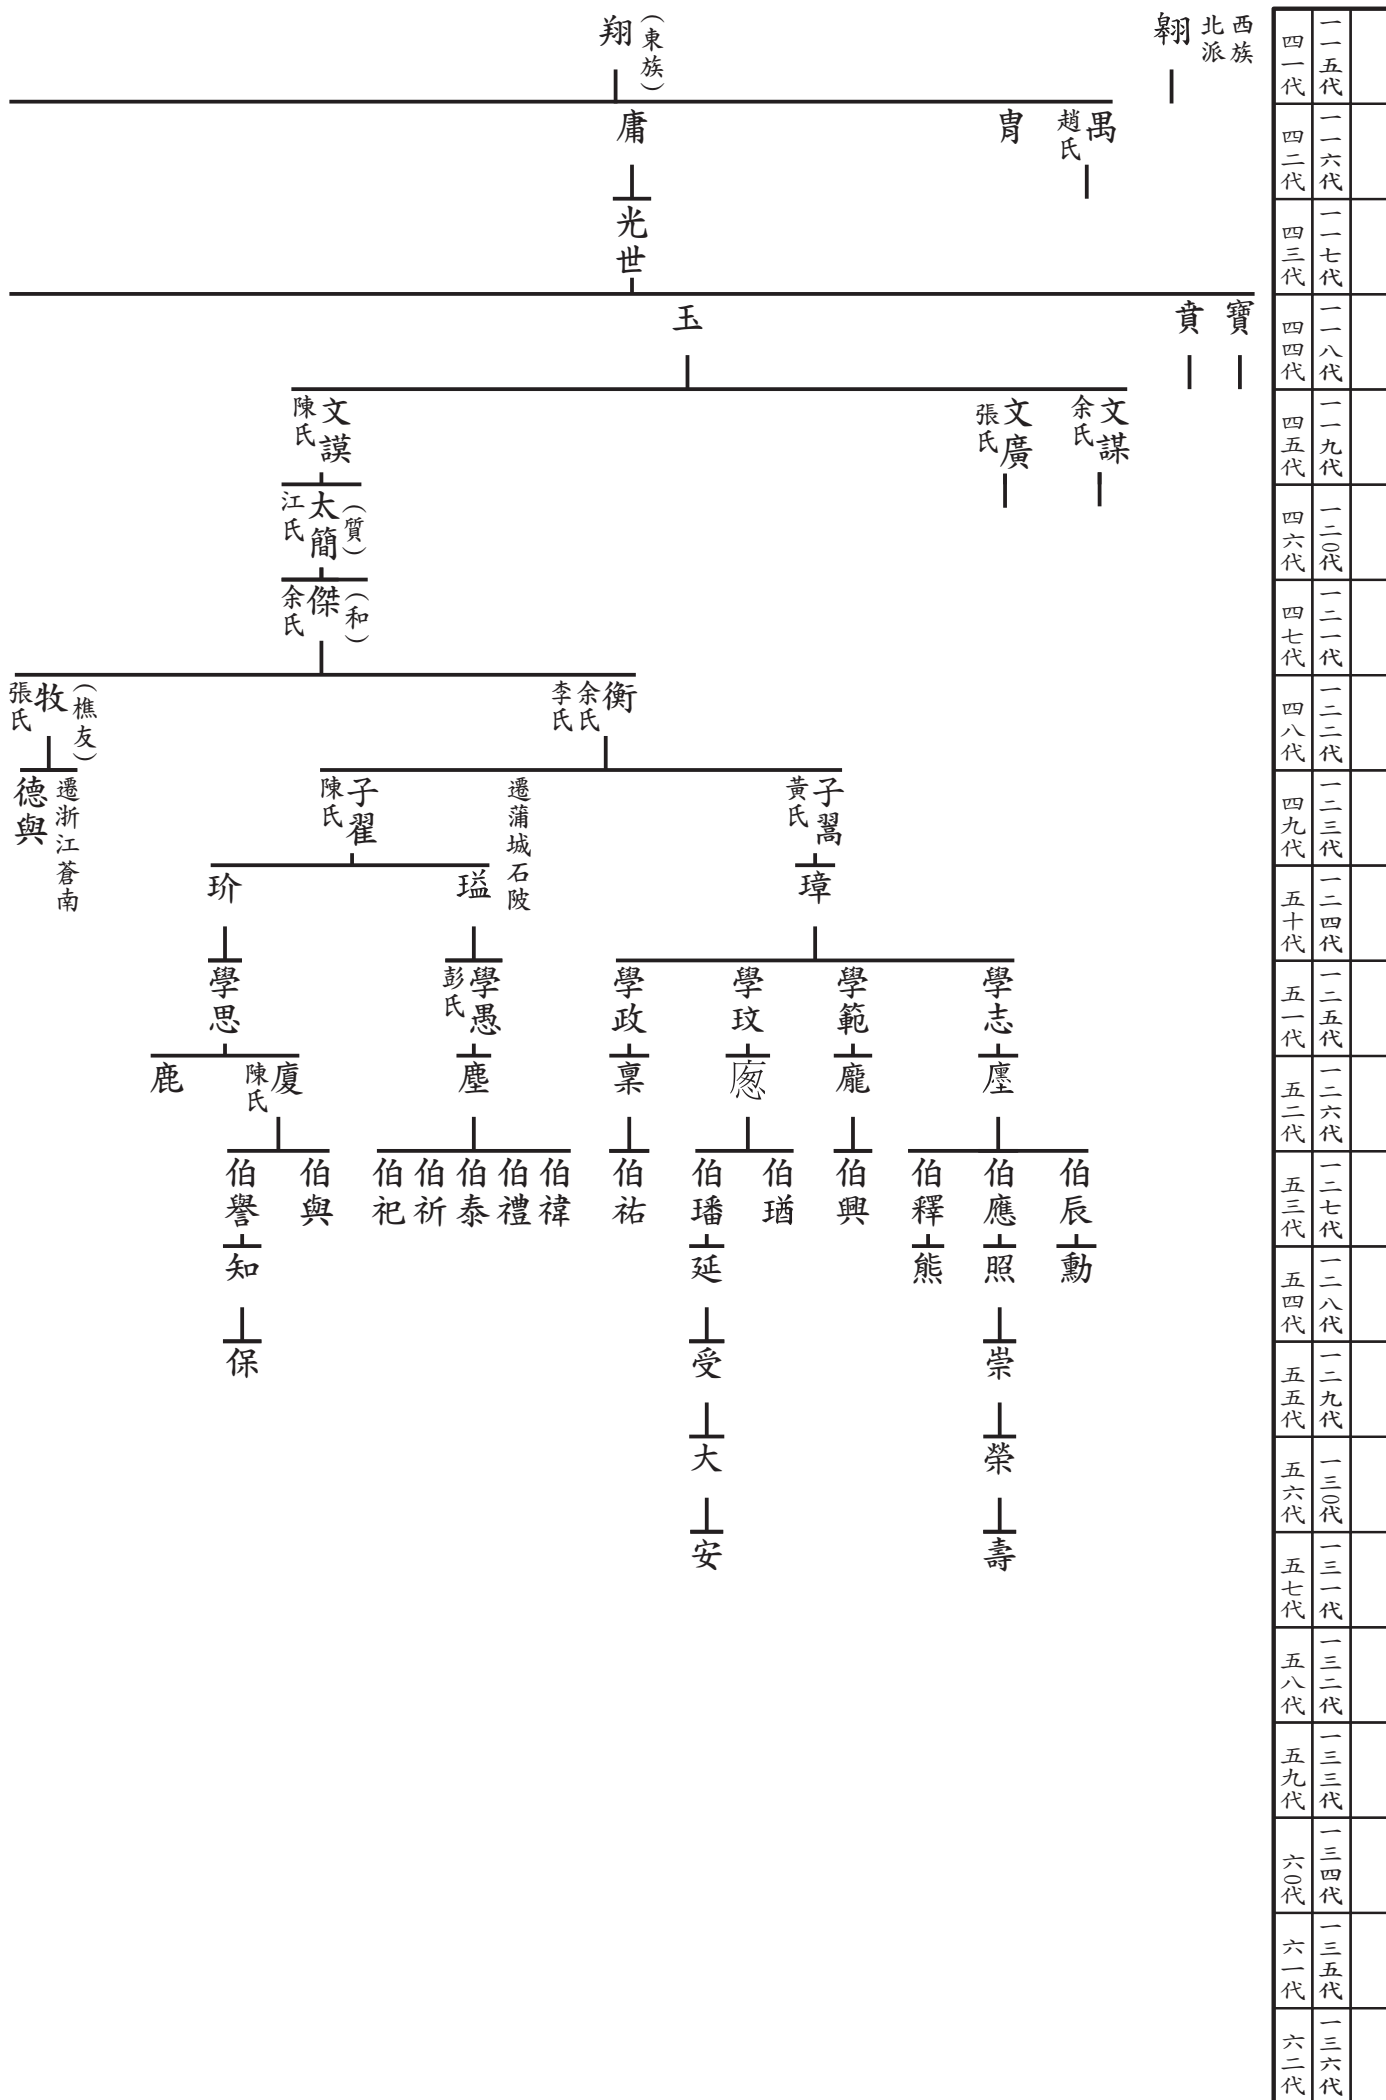 一一五代
一一六代
一一七代
一一八代
一一九代
一二0代
一二一代
一二二代
一二三代
一二四代
一二五代
一二六代
一二七代
一二八代
一二九代
一三0代
一三一代
一三二代
一三三代
一三四代
一三五代
一三六代
四一代
四二代
四三代
四四代
四五代
四六代
四七代
四八代
四九代
五十代
五一代
五二代
五三代
五四代
五五代
五六代
五七代
五八代
五九代
六0代
六一代
六二代
西族
北派
翱
(東族)
翔
禺
趙氏
胄
庸
光世
寶
賁
玉
文謀
余氏
文廣
張氏
文謨
陳氏
(質)
太簡
江氏
(和)
傑
余氏
衡
余氏
李氏
(樵友)
牧
張氏
子翯
黃氏
遷蒲城石陂
子翟
陳氏
遷浙江蒼南
德與
璋
瑥
玠
學志
學範
學玟
學政
學愚
彭氏
學思
龐
稟
塵
廈
陳氏
鹿
伯辰
伯應
伯釋
伯興
伯瑙
伯璠
伯祐
伯禕
伯禮
伯泰
伯祈
伯祀
伯與
伯譽
勳
照
熊
延
知
崇
受
保
榮
大
壽
安